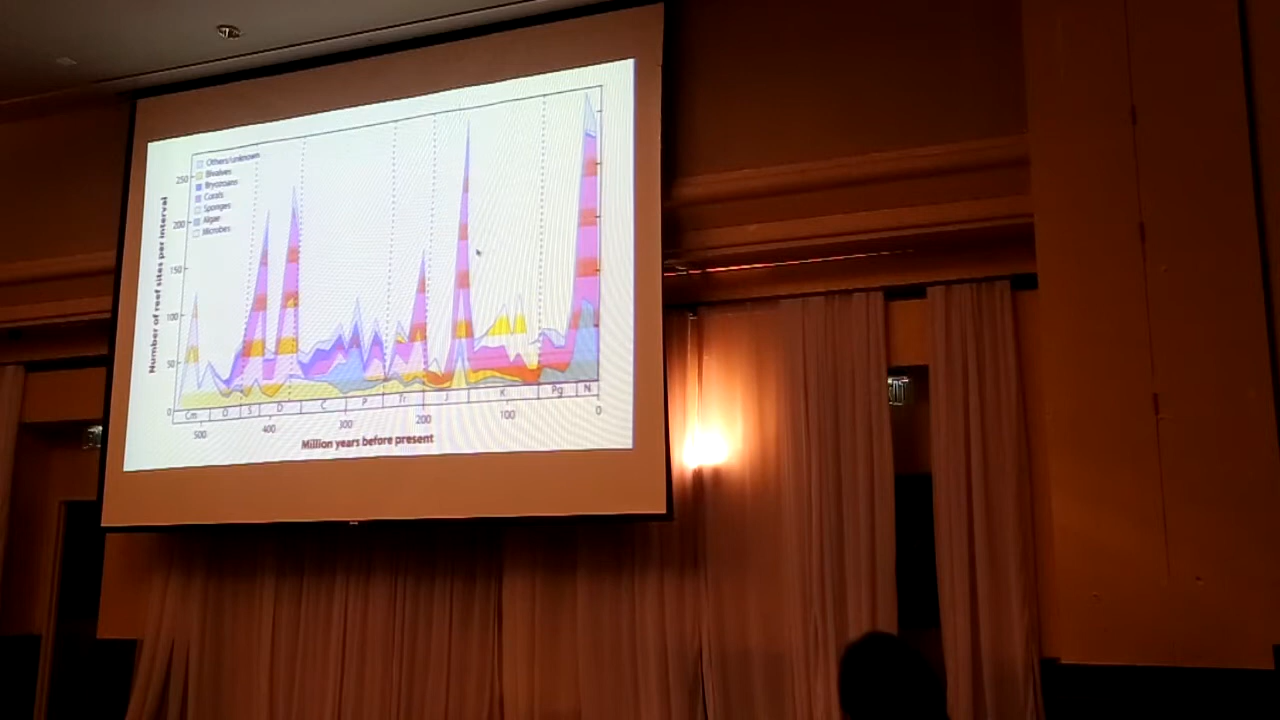 Others/unknown
Bivalves
Bryozoans
Corals
Sponges
Algae
Microbes
Number of reef sites per interval
250
200
150
100
50
0
Cm O S D C P Tr J K Pg N
500 400 300 200 100 0
Million years before present